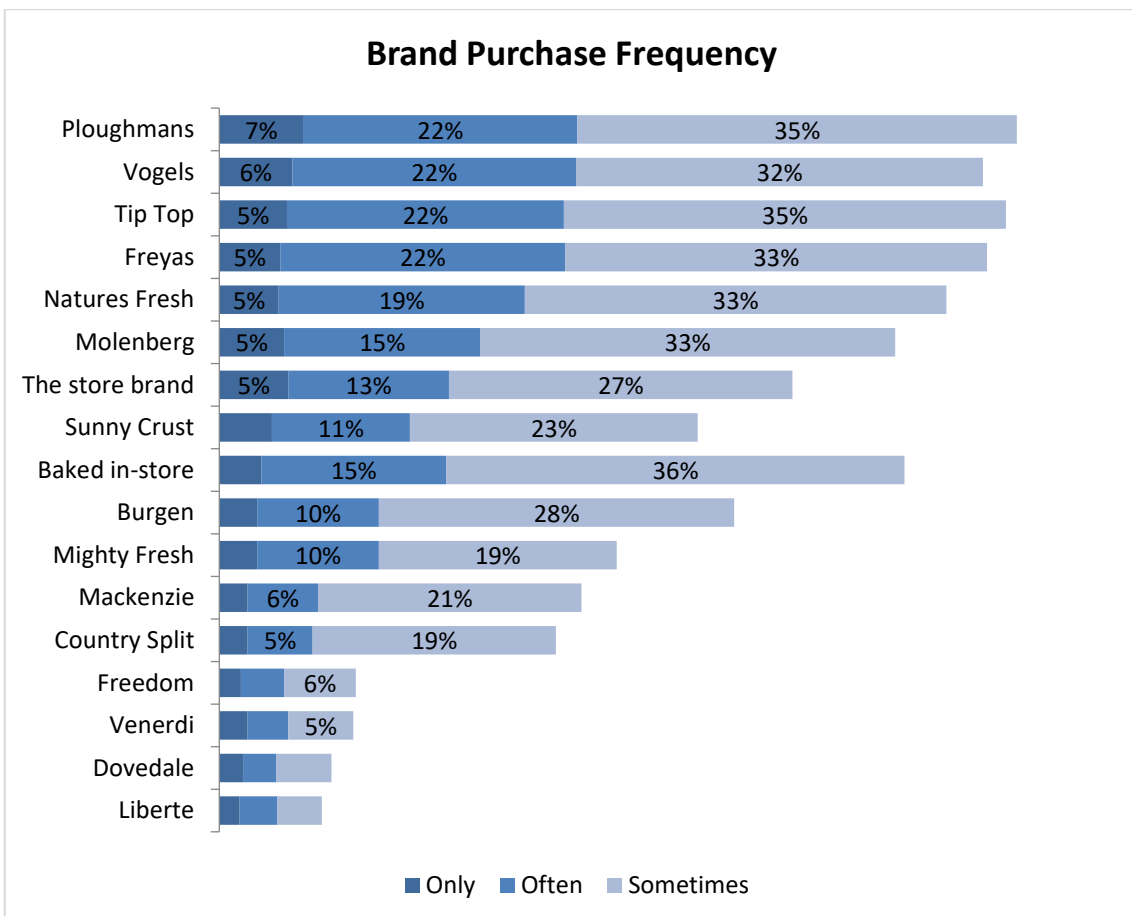 Brand Purchase Frequency
Ploughmans 7% 22% 35%
Vogels 6% 22% 32%
Tip Top 5% 22% 35%
Freyas 5% 22% 33%
Natures Fresh 5% 19% 33%
Molenberg 5% 15% 33%
The store brand 5% 13% 27%
Sunny Crust 11% 23%
Baked in-store 15% 36%
Burgen 10% 28%
Mighty Fresh 10% 19%
Mackenzie 6% 21%
Country Split 5% 19%
Freedom 6%
Venerdi 5%
Dovedale
Liberte
Only Often Sometimes